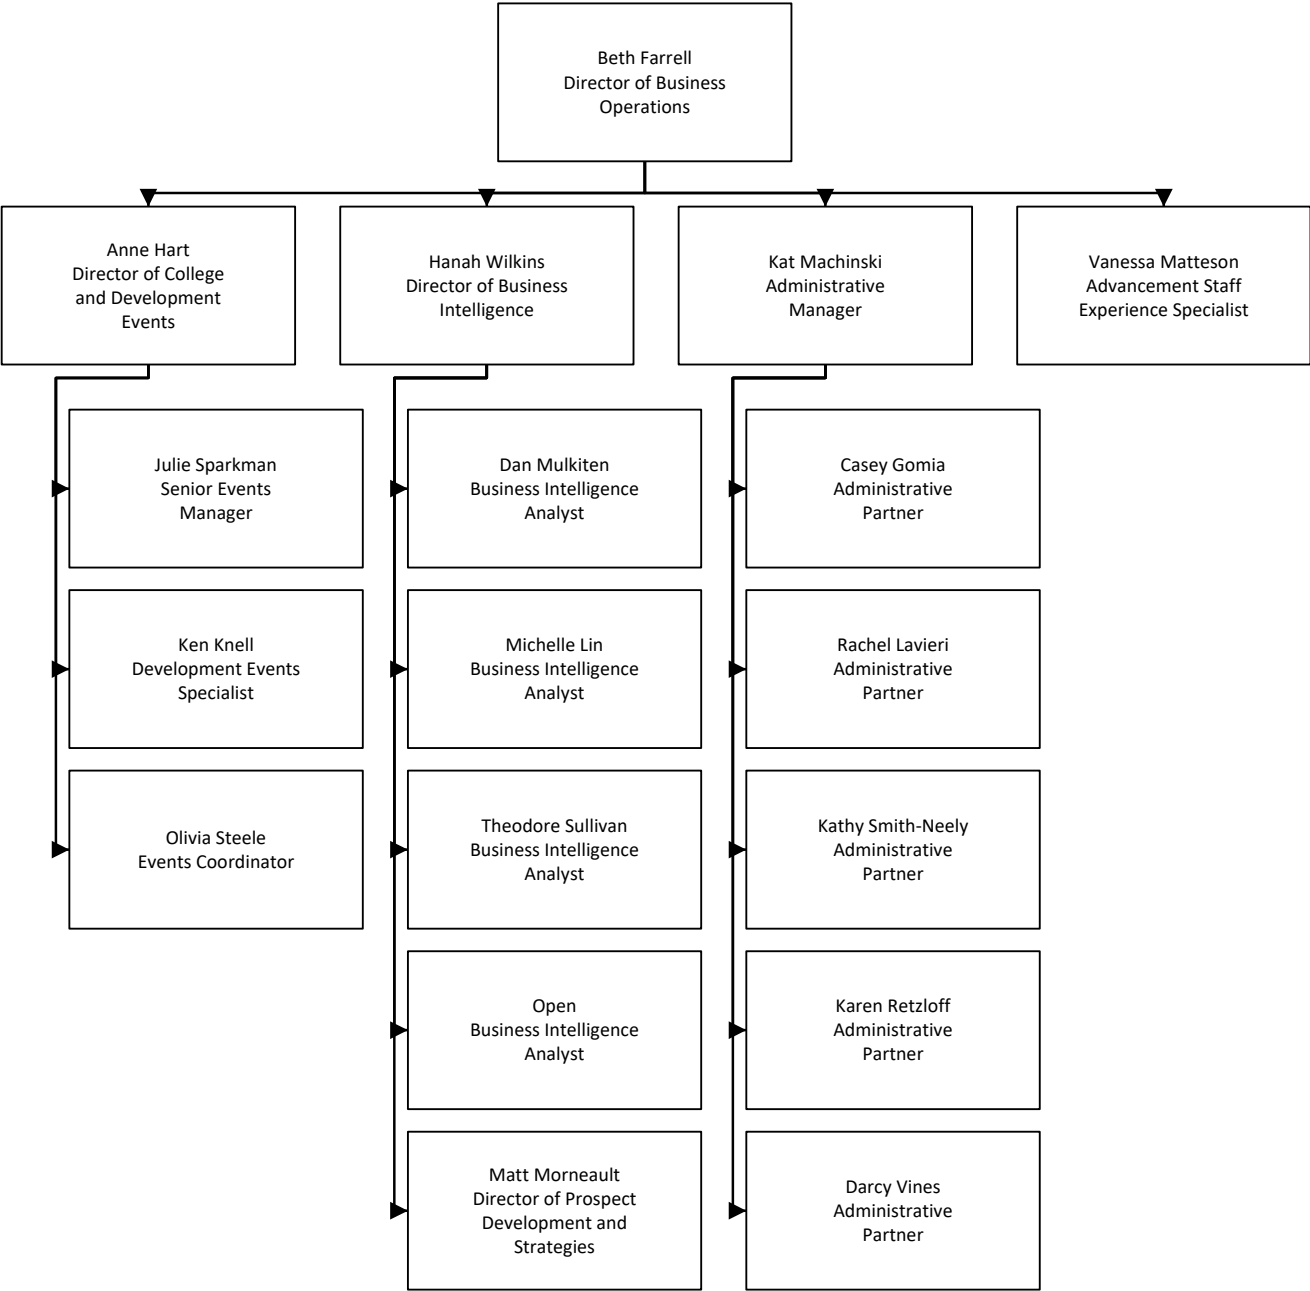 Beth Farrell
Director of Business
Operations
Anne Hart
Director of College
and Development
Events
Hanah Wilkins
Director of Business
Intelligence
Kat Machinski
Administrative
Manager
Vanessa Matteson
Advancement Staff
Experience Specialist
Julie Sparkman
Senior Events
Manager
Ken Knell
Development Events
Specialist
Olivia Steele
Events Coordinator
Dan Mulkiten
Business Intelligence
Analyst
Michelle Lin
Business Intelligence
Analyst
Theodore Sullivan
Business Intelligence
Analyst
Open
Business Intelligence
Analyst
Matt Morneault
Director of Prospect
Development and
Strategies
Casey Gomia
Administrative
Partner
Rachel Lavieri
Administrative
Partner
Kathy Smith-Neely
Administrative
Partner
Karen Retzloff
Administrative
Partner
Darcy Vines
Administrative
Partner